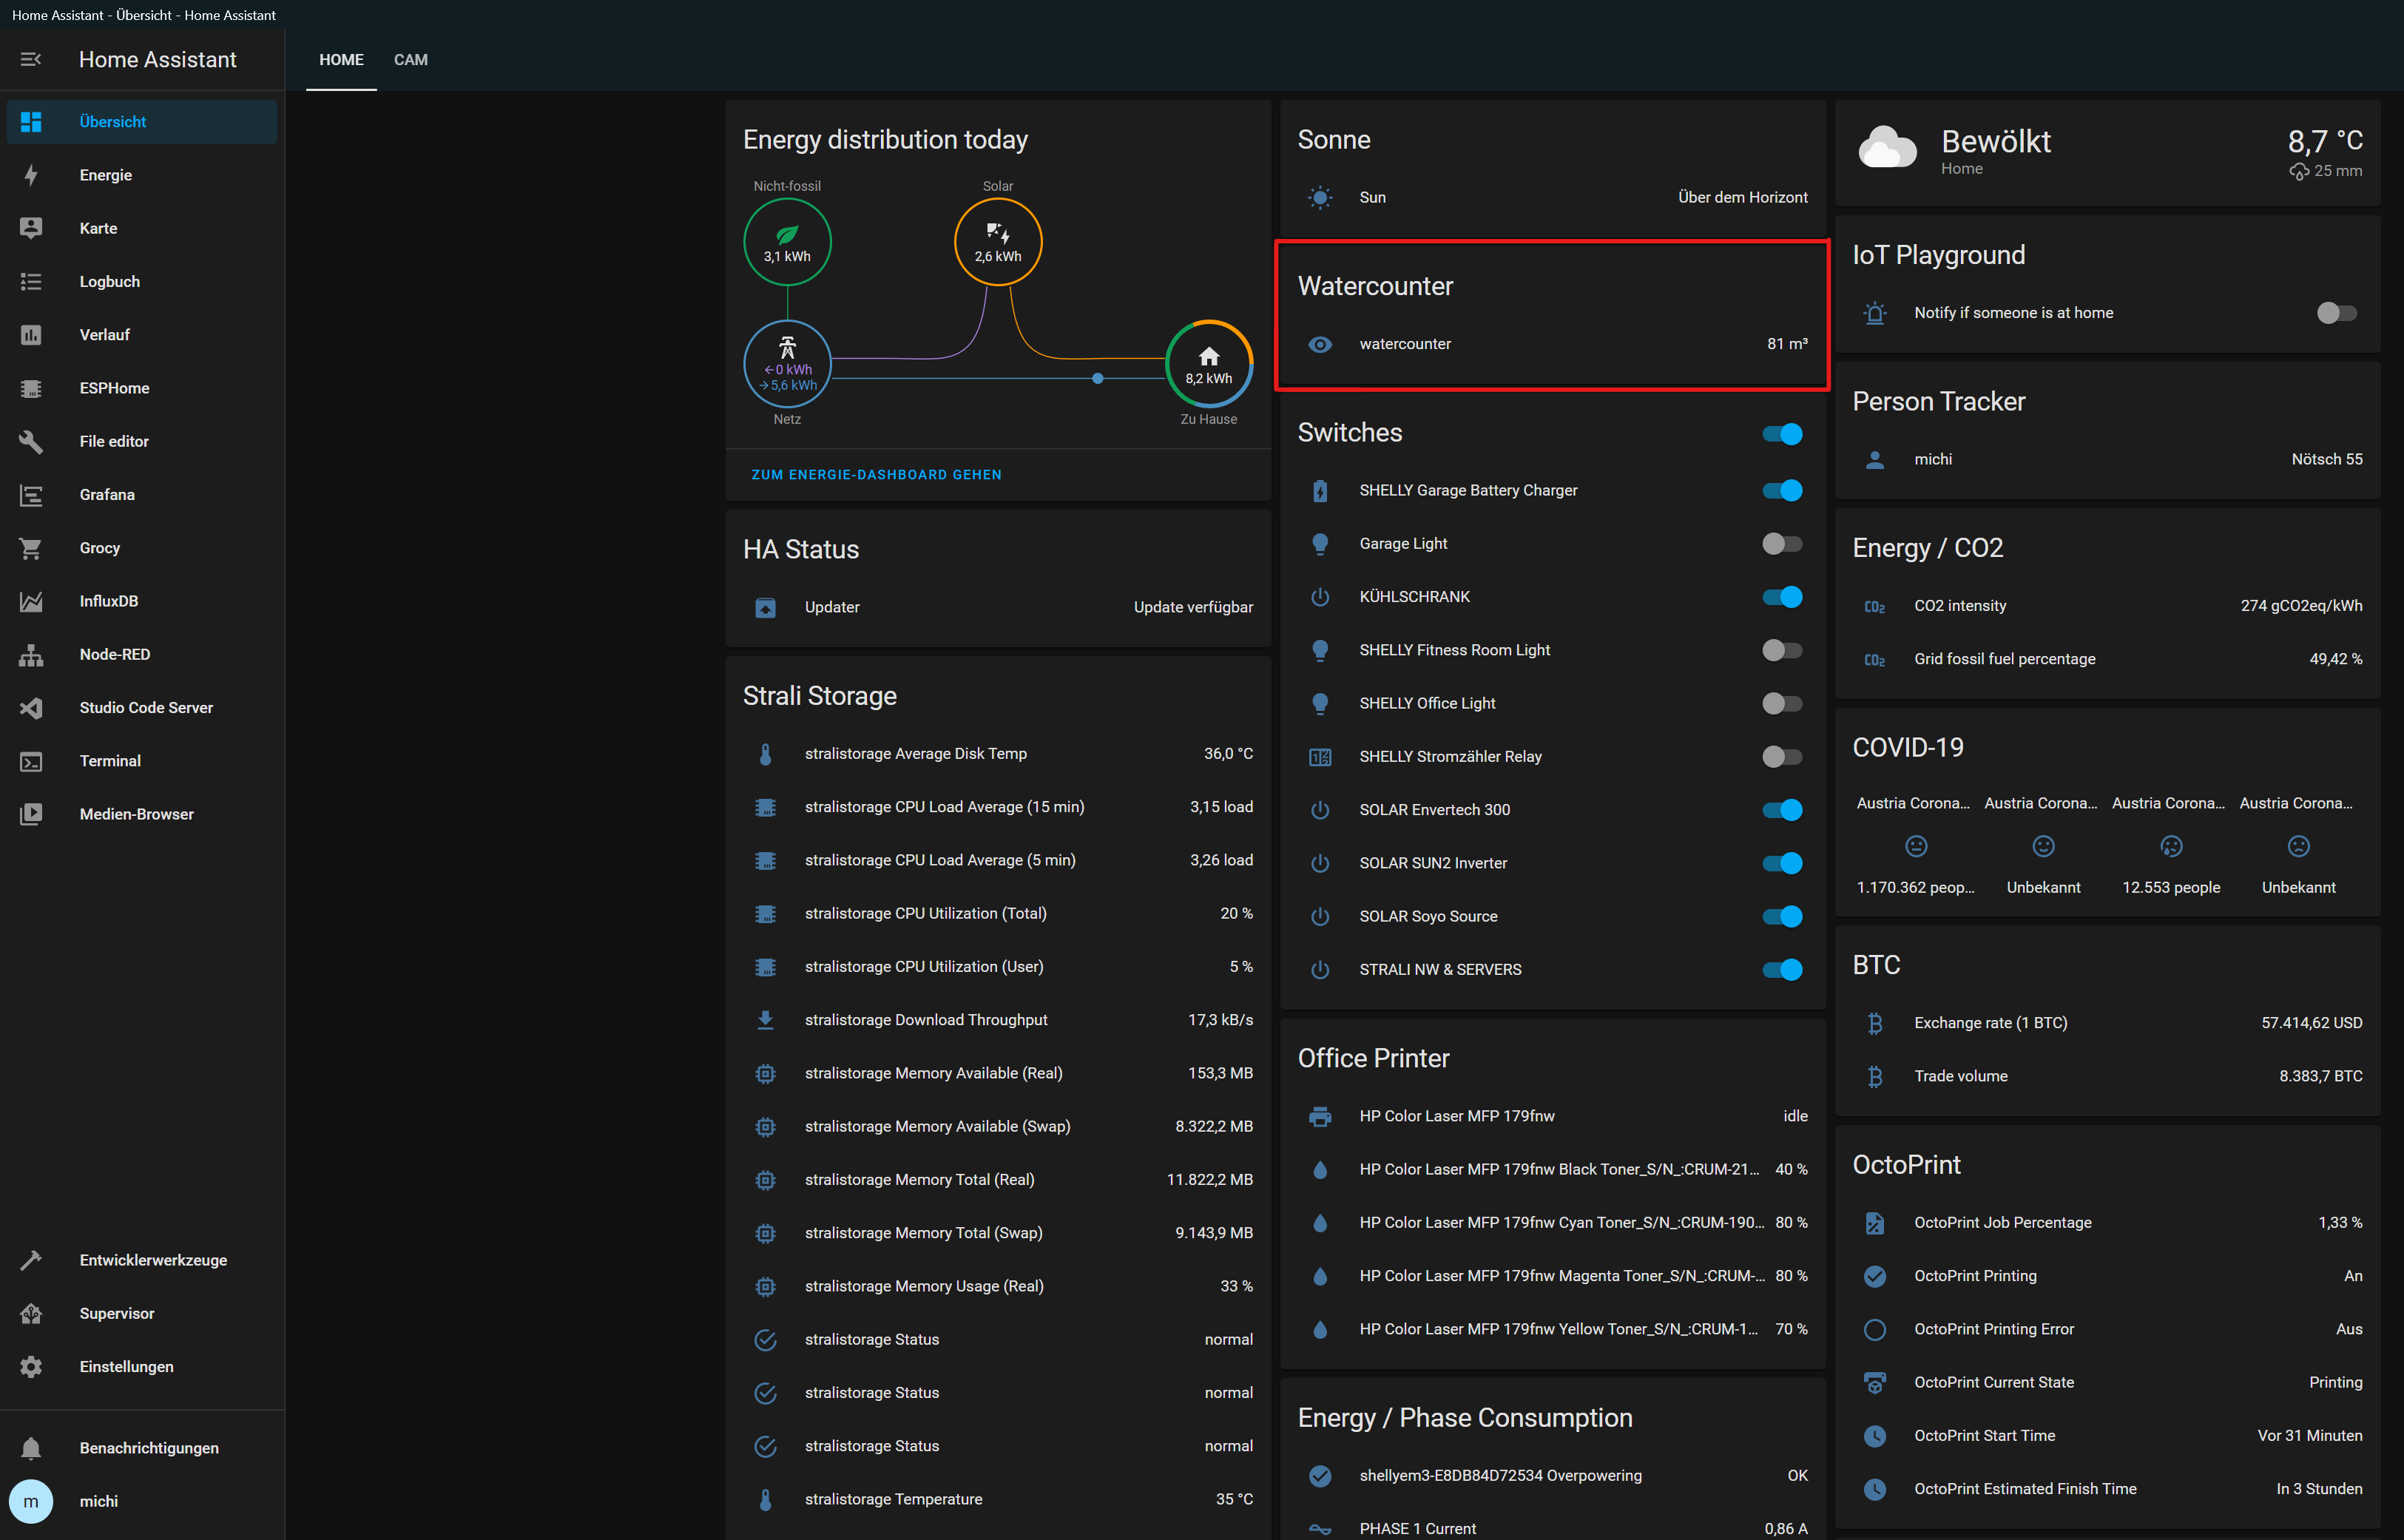 Home Assistant - Übersicht - Home Assistant
Home Assistant
HOME CAM
Übersicht
Energie
Karte
Logbuch
Verlauf
ESPHome
File editor
Grafana
Grocy
InfluxDB
Node-RED
Studio Code Server
Terminal
Medien-Browser
Entwicklerwerkzeuge
Supervisor
Einstellungen
Benachrichtigungen
m michi
Energy distribution today
Nicht-fossil Solar
3,1 kWh 2,6 kWh
←0 kWh
→5,6 kWh
8,2 kWh
Netz Zu Hause
ZUM ENERGIE-DASHBOARD GEHEN
HA Status
Updater Update verfügbar
Strali Storage
stralistorage Average Disk Temp 36,0 °C
stralistorage CPU Load Average (15 min) 3,15 load
stralistorage CPU Load Average (5 min) 3,26 load
stralistorage CPU Utilization (Total) 20 %
stralistorage CPU Utilization (User) 5 %
stralistorage Download Throughput 17,3 kB/s
stralistorage Memory Available (Real) 153,3 MB
stralistorage Memory Available (Swap) 8.322,2 MB
stralistorage Memory Total (Real) 11.822,2 MB
stralistorage Memory Total (Swap) 9.143,9 MB
stralistorage Memory Usage (Real) 33 %
stralistorage Status normal
stralistorage Status normal
stralistorage Status normal
stralistorage Temperature 35 °C
Sonne
Sun Über dem Horizont
Watercounter
watercounter 81 m³
Switches
SHELLY Garage Battery Charger
Garage Light
KÜHLSCHRANK
SHELLY Fitness Room Light
SHELLY Office Light
SHELLY Stromzähler Relay
SOLAR Envertech 300
SOLAR SUN2 Inverter
SOLAR Soyo Source
STRALI NW & SERVERS
Office Printer
HP Color Laser MFP 179fnw idle
HP Color Laser MFP 179fnw Black Toner_S/N_:CRUM-21... 40 %
HP Color Laser MFP 179fnw Cyan Toner_S/N_:CRUM-190... 80 %
HP Color Laser MFP 179fnw Magenta Toner_S/N_:CRUM-... 80 %
HP Color Laser MFP 179fnw Yellow Toner_S/N_:CRUM-1... 70 %
Energy / Phase Consumption
shellyem3-E8DB84D72534 Overpowering OK
PHASE 1 Current 0,86 A
Bewölkt 8,7 °C
Home 25 mm
IoT Playground
Notify if someone is at home
Person Tracker
michi Nötsch 55
Energy / CO2
CO2 CO2 intensity 274 gCO2eq/kWh
CO2 Grid fossil fuel percentage 49,42 %
COVID-19
Austria Corona... Austria Corona... Austria Corona... Austria Corona...
1.170.362 peop... Unbekannt 12.553 people Unbekannt
BTC
Exchange rate (1 BTC) 57.414,62 USD
Trade volume 8.383,7 BTC
OctoPrint
OctoPrint Job Percentage 1,33 %
OctoPrint Printing An
OctoPrint Printing Error Aus
OctoPrint Current State Printing
OctoPrint Start Time Vor 31 Minuten
OctoPrint Estimated Finish Time In 3 Stunden